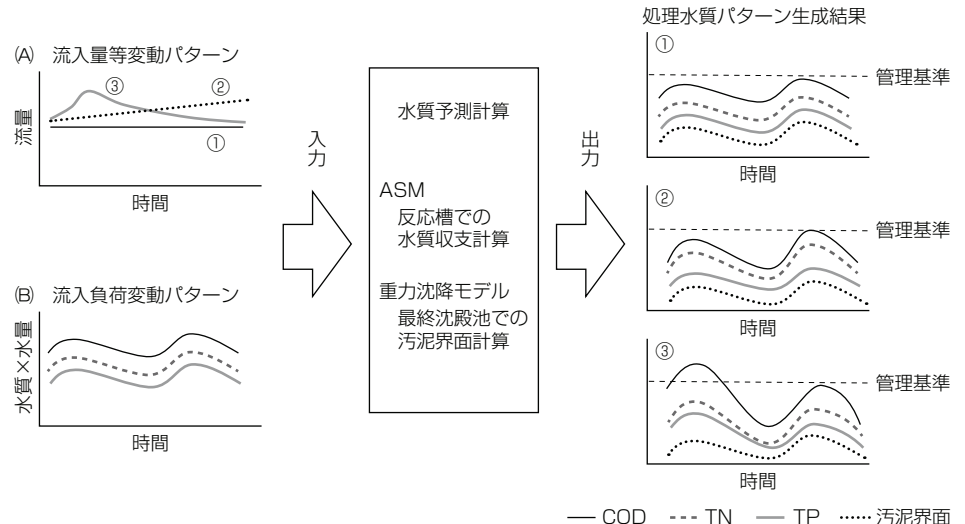 (A) 流入量等変動パターン
流量
③
②
①
時間
(B) 流入負荷変動パターン
水質×水量
時間
入力
水質予測計算
ASM
反応槽での
水質収支計算
重力沈降モデル
最終沈殿池での
汚泥界面計算
出力
処理水質パターン生成結果
①
管理基準
時間
②
管理基準
時間
③
管理基準
時間
COD TN TP 汚泥界面